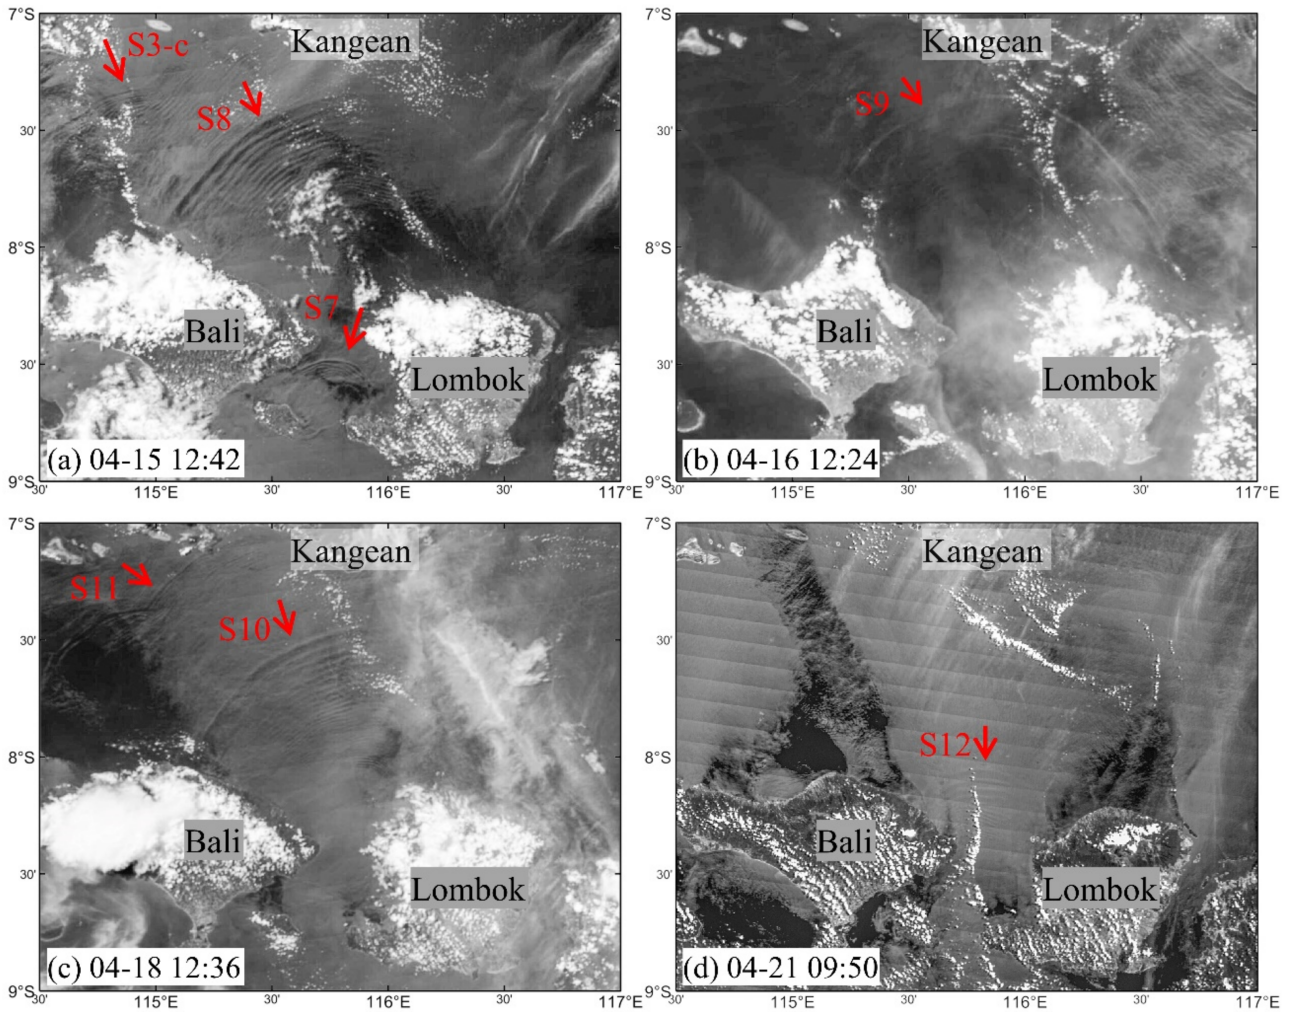 7°S
S3-c
Kangean
S8
30'
8°S
S7
Bali
30'
Lombok
(a) 04-15 12:42
9°S
30'
115°E
30'
116°E
30'
117°E
7°S
Kangean
S9
30'
8°S
Bali
30'
Lombok
(b) 04-16 12:24
9°S
30'
115°E
30'
116°E
30'
117°E
7°S
Kangean
S11
S10
30'
8°S
Bali
30'
Lombok
(c) 04-18 12:36
9°S
30'
115°E
30'
116°E
30'
117°E
7°S
Kangean
30'
S12
8°S
Bali
30'
Lombok
(d) 04-21 09:50
9°S
30'
115°E
30'
116°E
30'
117°E